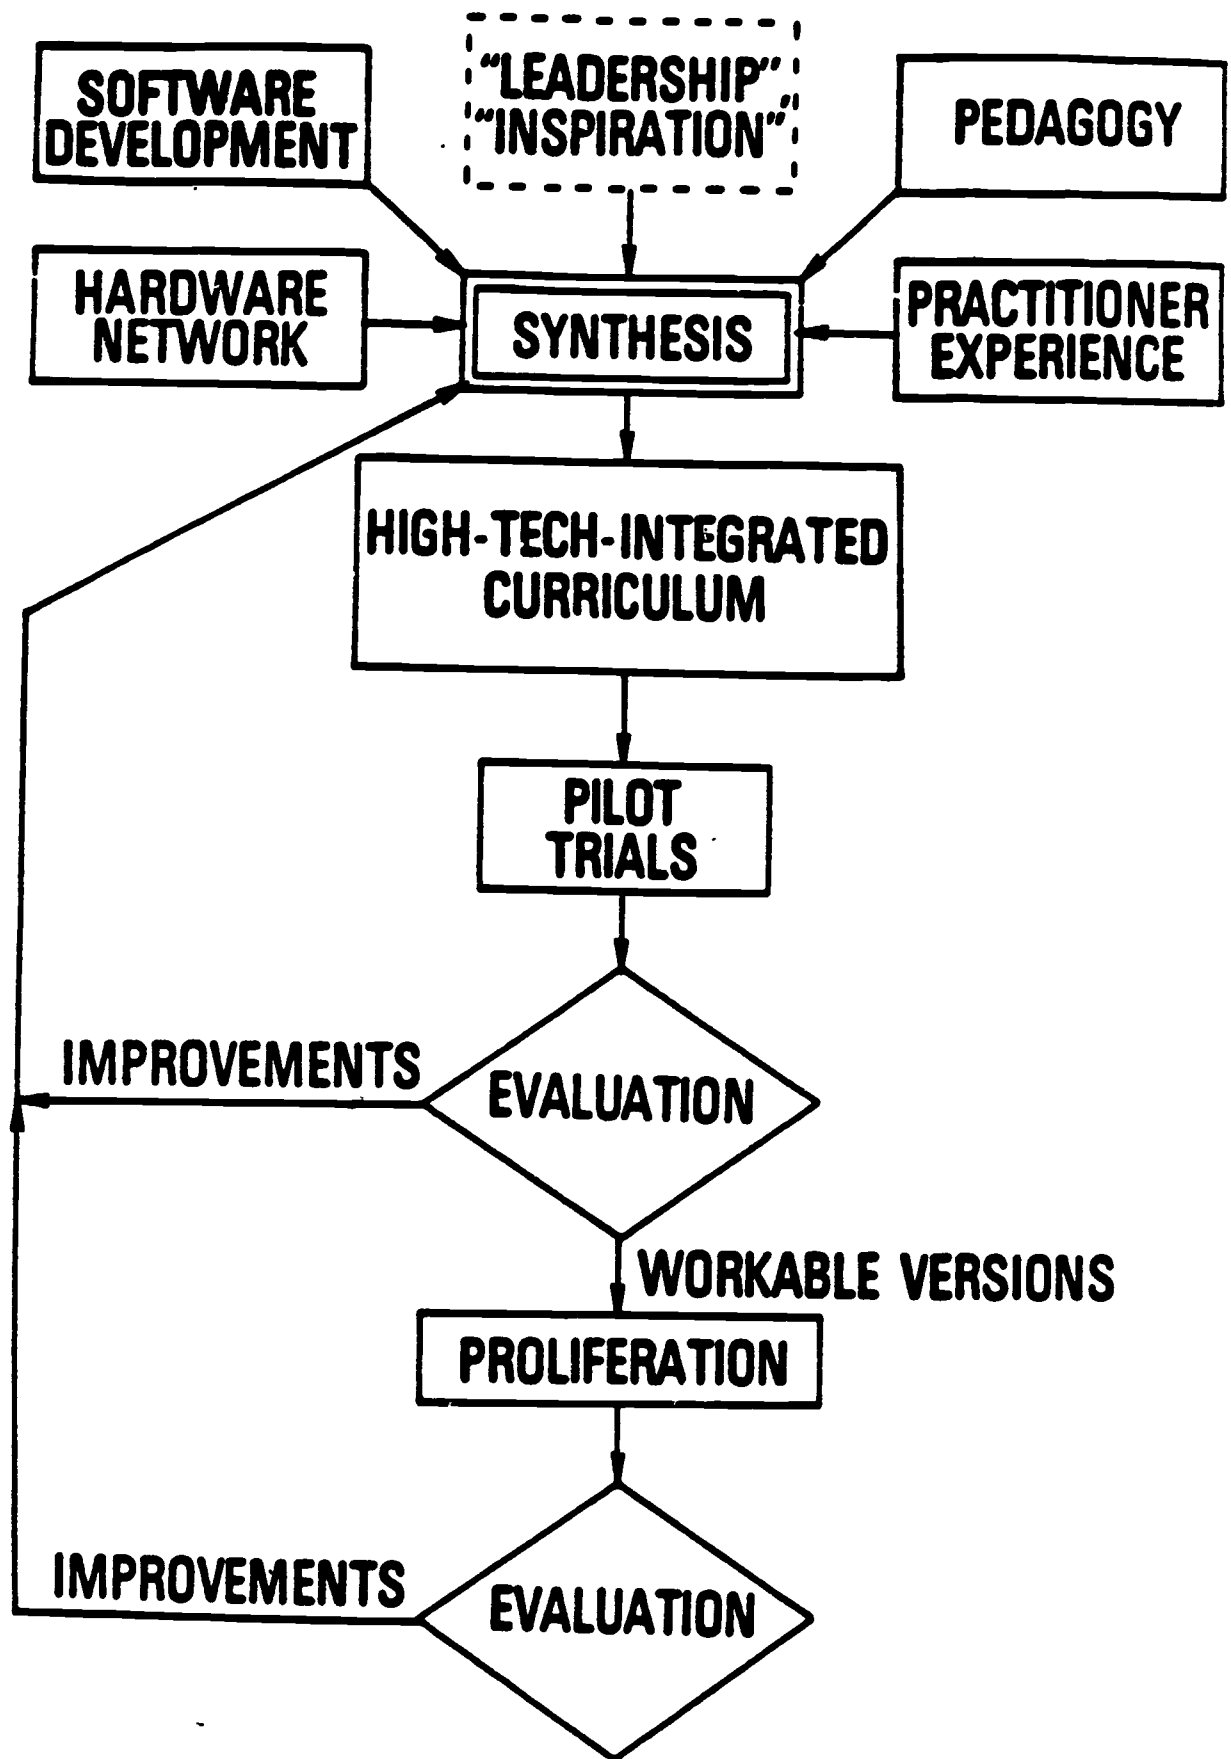 SOFTWARE
DEVELOPMENT
"LEADERSHIP"
"INSPIRATION"
PEDAGOGY
HARDWARE
NETWORK
SYNTHESIS
PRACTITIONER
EXPERIENCE
HIGH-TECH-INTEGRATED
CURRICULUM
PILOT
TRIALS
IMPROVEMENTS
EVALUATION
WORKABLE VERSIONS
PROLIFERATION
IMPROVEMENTS
EVALUATION